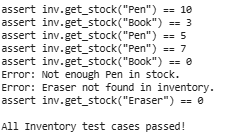 assert inv.get_stock("Pen") == 10
assert inv.get_stock("Book") == 3
assert inv.get_stock("Pen") == 5
assert inv.get_stock("Pen") == 7
assert inv.get_stock("Book") == 0
Error: Not enough Pen in stock.
Error: Eraser not found in inventory.
assert inv.get_stock("Eraser") == 0

All Inventory test cases passed!